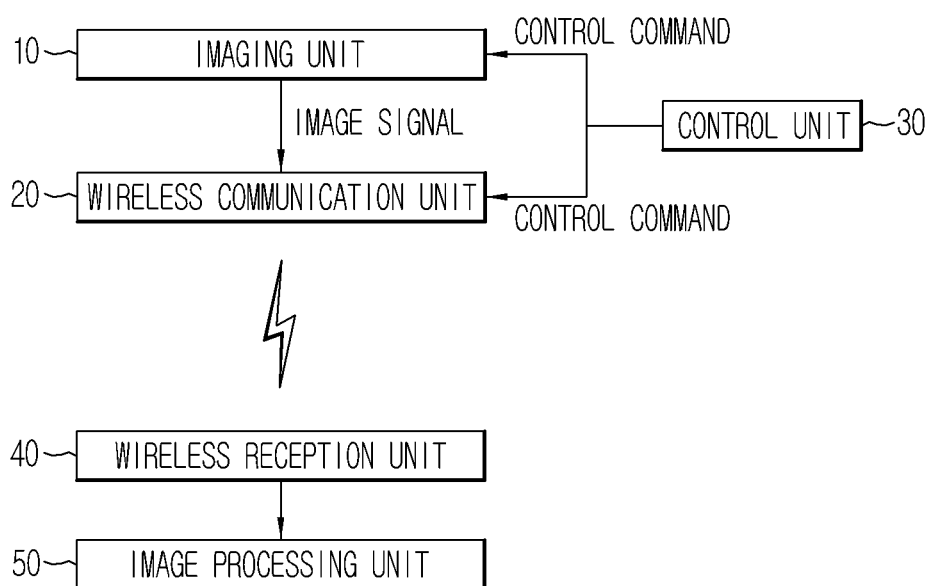 CONTROL COMMAND
10 IMAGING UNIT
IMAGE SIGNAL
CONTROL UNIT 30
20 WIRELESS COMMUNICATION UNIT
CONTROL COMMAND
40 WIRELESS RECEPTION UNIT
50 IMAGE PROCESSING UNIT